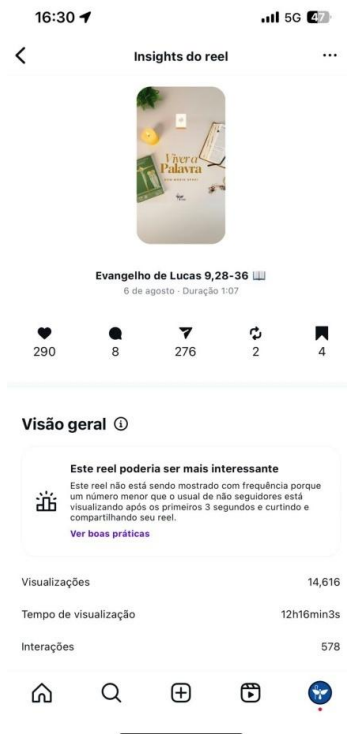 16:30
5G 47
Insights do reel
Viver a
Palavra
Evangelho de Lucas 9,28-36
6 de agosto · Duração 1:07
290
8
276
2
4
Visão geral
Este reel poderia ser mais interessante
Este reel não está sendo mostrado com frequência porque
um número menor que o usual de não seguidores está
visualizando após os primeiros 3 segundos e curtindo e
compartilhando seu reel.
Ver boas práticas
Visualizações 14,616
Tempo de visualização 12h16min3s
Interações 578